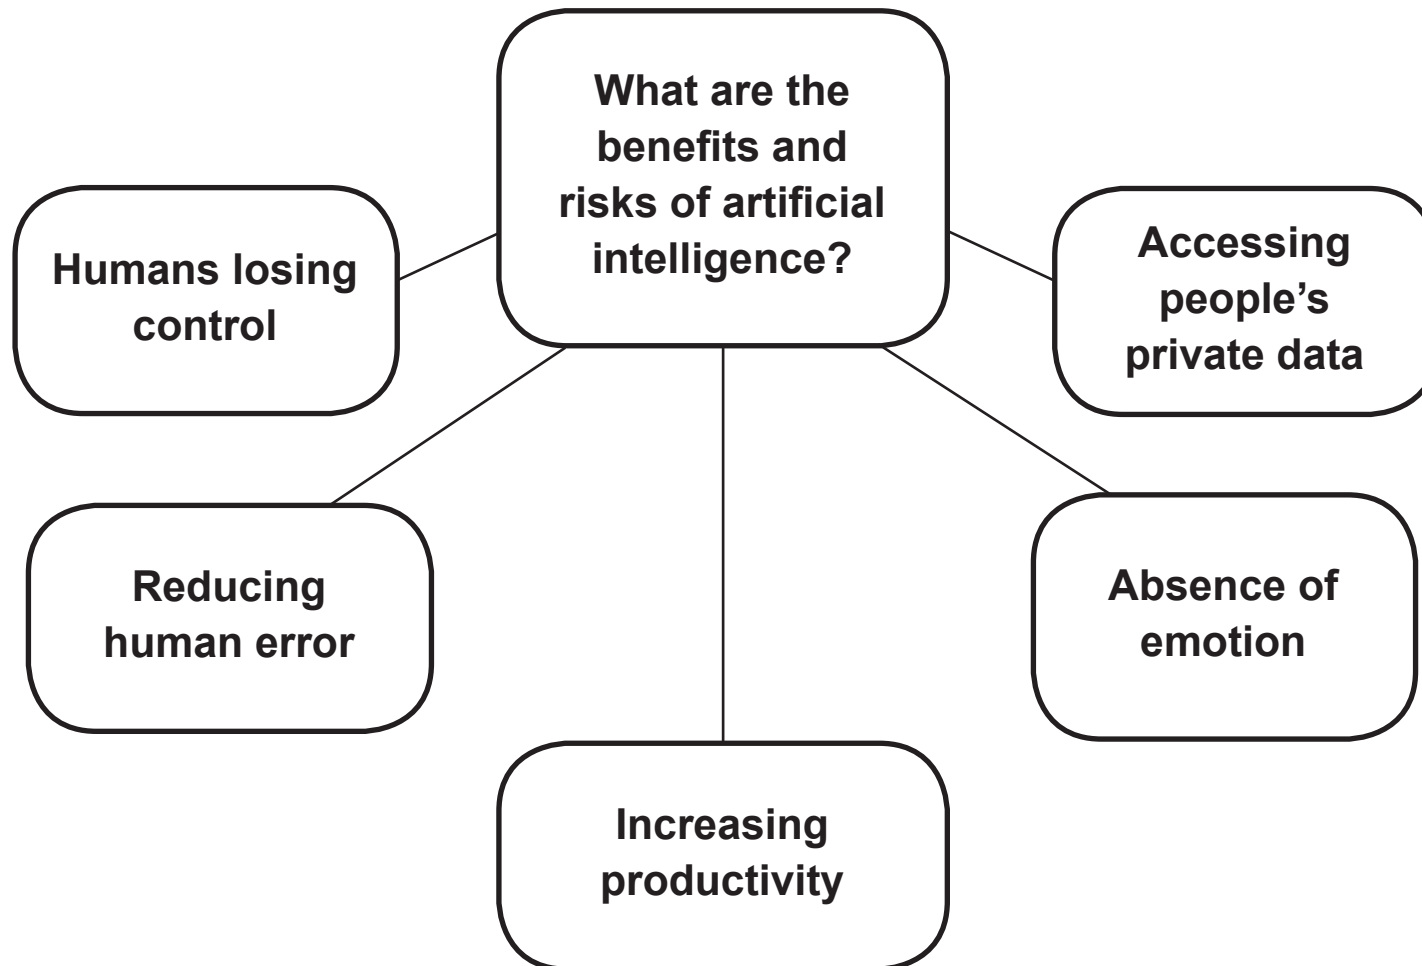 What are the
benefits and
risks of artificial
intelligence?
Humans losing
control
Accessing
people’s
private data
Reducing
human error
Absence of
emotion
Increasing
productivity